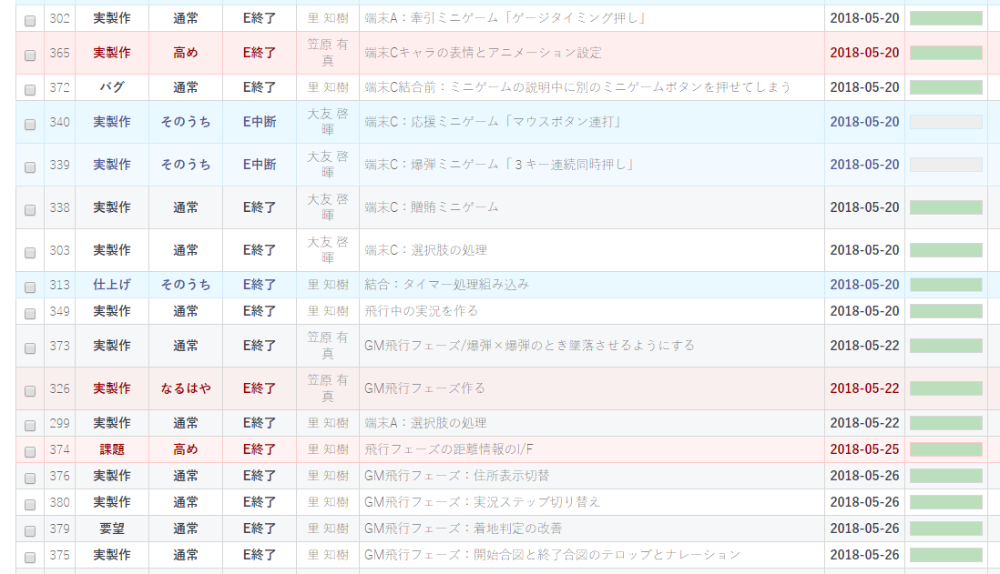 302 実製作 通常 E終了 里 知樹 端末A：牽引ミニゲーム「ゲージタイミング押し」 2018-05-20
365 実製作 高め E終了 笠原 有真 端末Cキャラの表情とアニメーション設定 2018-05-20
372 バグ 通常 E終了 里 知樹 端末C結合前：ミニゲームの説明中に別のミニゲームボタンを押せてしまう 2018-05-20
340 実製作 そのうち E中断 大友 啓暉 端末C：応援ミニゲーム「マウスボタン連打」 2018-05-20
339 実製作 そのうち E中断 大友 啓暉 端末C：爆弾ミニゲーム「３キー連続同時押し」 2018-05-20
338 実製作 通常 E終了 大友 啓暉 端末C：贈賄ミニゲーム 2018-05-20
303 実製作 通常 E終了 大友 啓暉 端末C：選択肢の処理 2018-05-20
313 仕上げ そのうち E終了 里 知樹 結合：タイマー処理組み込み 2018-05-20
349 実製作 通常 E終了 里 知樹 飛行中の実況を作る 2018-05-20
373 実製作 通常 E終了 笠原 有真 GM飛行フェーズ/爆弾×爆弾のとき墜落させるようにする 2018-05-22
326 実製作 なるはや E終了 笠原 有真 GM飛行フェーズ作る 2018-05-22
299 実製作 通常 E終了 里 知樹 端末A：選択肢の処理 2018-05-22
374 課題 高め E終了 里 知樹 飛行フェーズの距離情報のI/F 2018-05-25
376 実製作 通常 E終了 里 知樹 GM飛行フェーズ：住所表示切替 2018-05-26
380 実製作 通常 E終了 里 知樹 GM飛行フェーズ：実況ステップ切り替え 2018-05-26
379 要望 通常 E終了 里 知樹 GM飛行フェーズ：着地判定の改善 2018-05-26
375 実製作 通常 E終了 里 知樹 GM飛行フェーズ：開始合図と終了合図のテロップとナレーション 2018-05-26